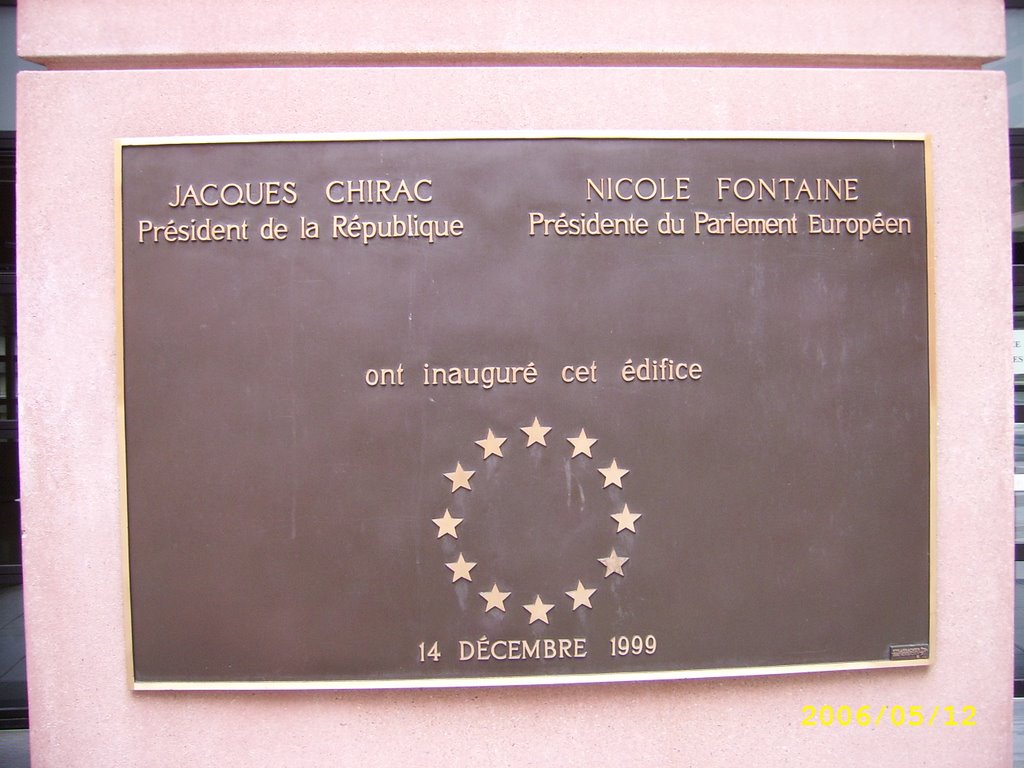 JACQUES CHIRAC
Président de la République
NICOLE FONTAINE
Présidente du Parlement Européen
ont inauguré cet édifice
14 DÉCEMBRE 1999
2006/05/12